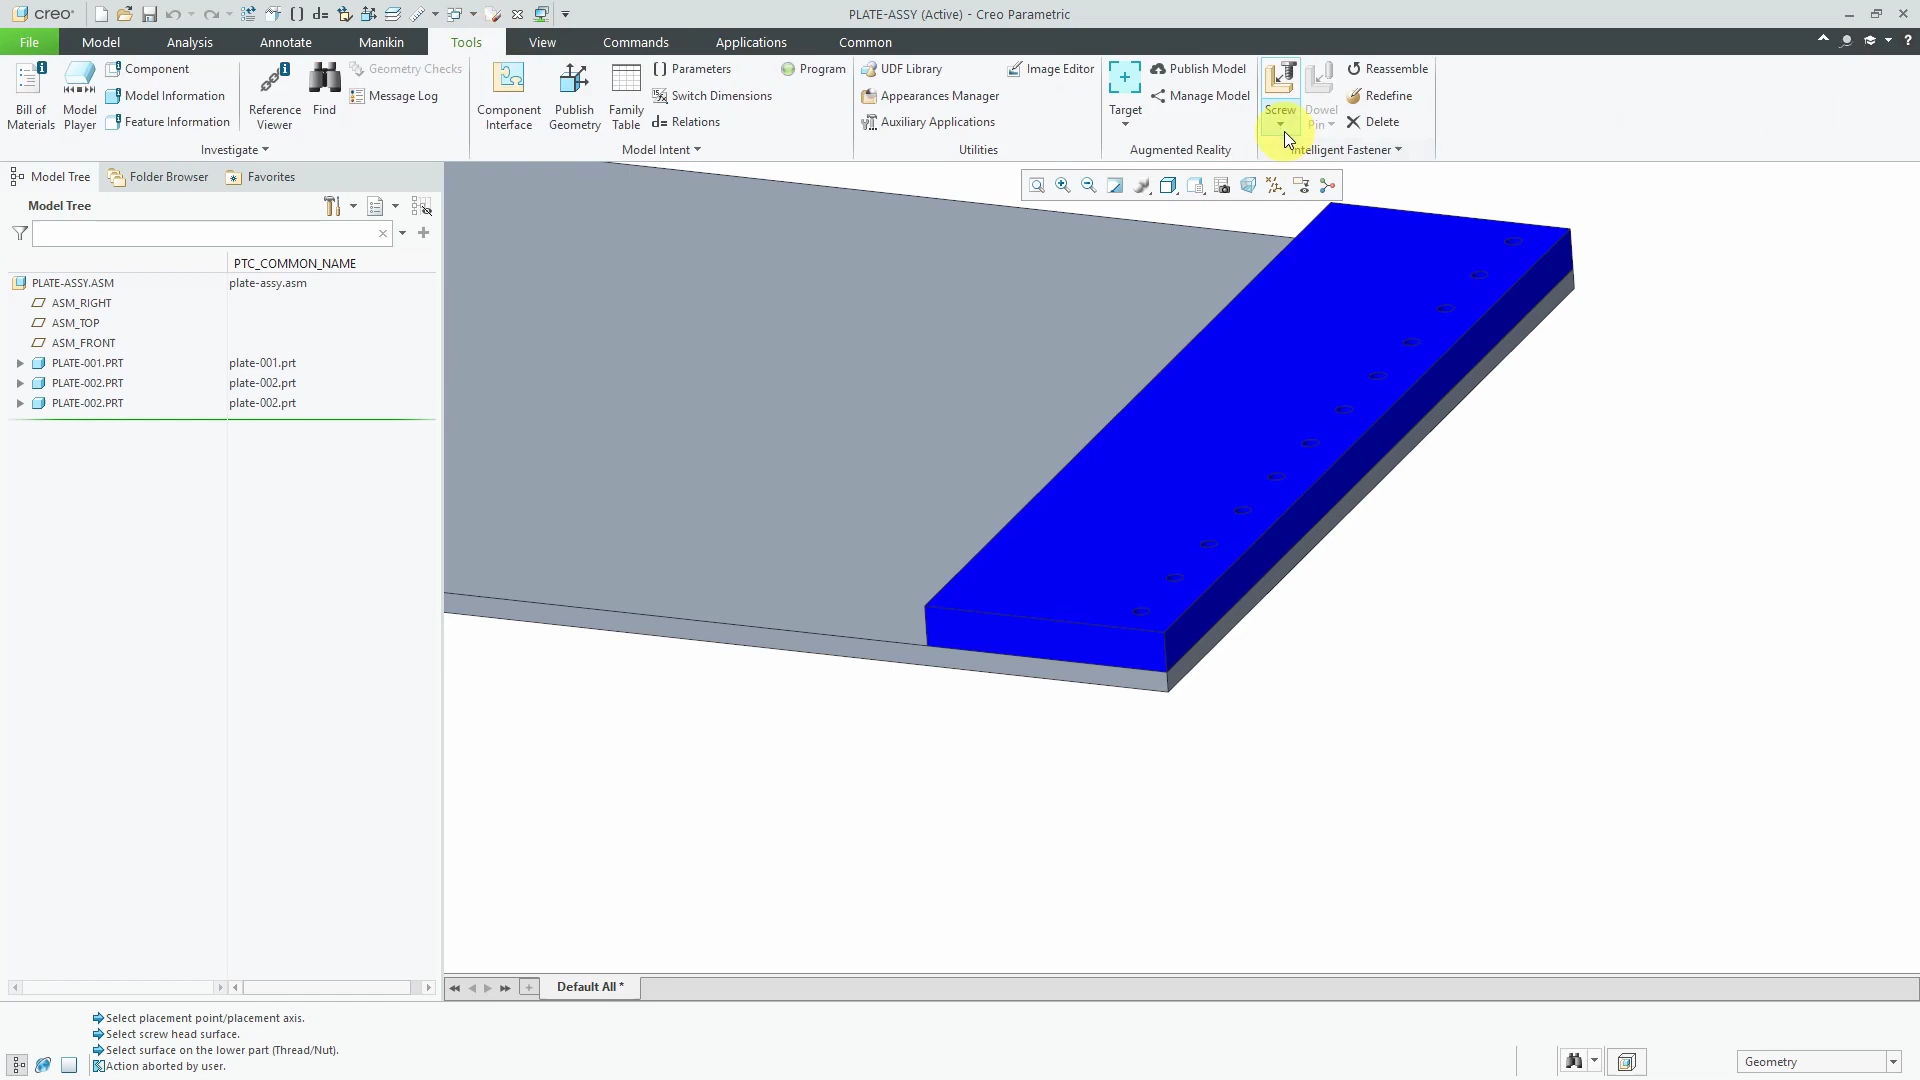 creo
PLATE-ASSY (Active) - Creo Parametric
File Model Analysis Annotate Manikin Tools View Commands Applications Common
Bill of Materials
Model Player
Component
Model Information
Feature Information
Reference Viewer
Find
Geometry Checks
Message Log
Investigate
Component Interface
Publish Geometry
Family Table
Parameters
Switch Dimensions
Relations
Program
Model Intent
UDF Library
Appearances Manager
Auxiliary Applications
Image Editor
Utilities
Target
Publish Model
Manage Model
Augmented Reality
Screw
Dowel Pin
Reassemble
Redefine
Delete
Intelligent Fastener
Model Tree Folder Browser Favorites
Model Tree
PTC_COMMON_NAME
PLATE-ASSY.ASM plate-assy.asm
ASM_RIGHT
ASM_TOP
ASM_FRONT
PLATE-001.PRT plate-001.prt
PLATE-002.PRT plate-002.prt
PLATE-002.PRT plate-002.prt
Default All *
Select placement point/placement axis.
Select screw head surface.
Select surface on the lower part (Thread/Nut).
Action aborted by user.
Geometry